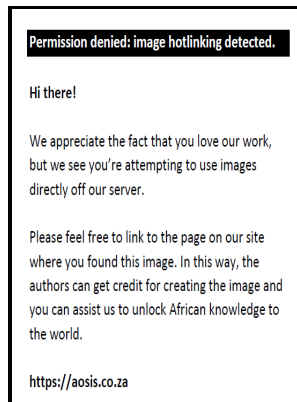 Permission denied: image hotlinking detected.
Hi there!
We appreciate the fact that you love our work,
but we see you’re attempting to use images
directly off our server.
Please feel free to link to the page on our site
where you found this image. In this way, the
authors can get credit for creating the image and
you can assist us to unlock African knowledge to
the world.
https://aosis.co.za